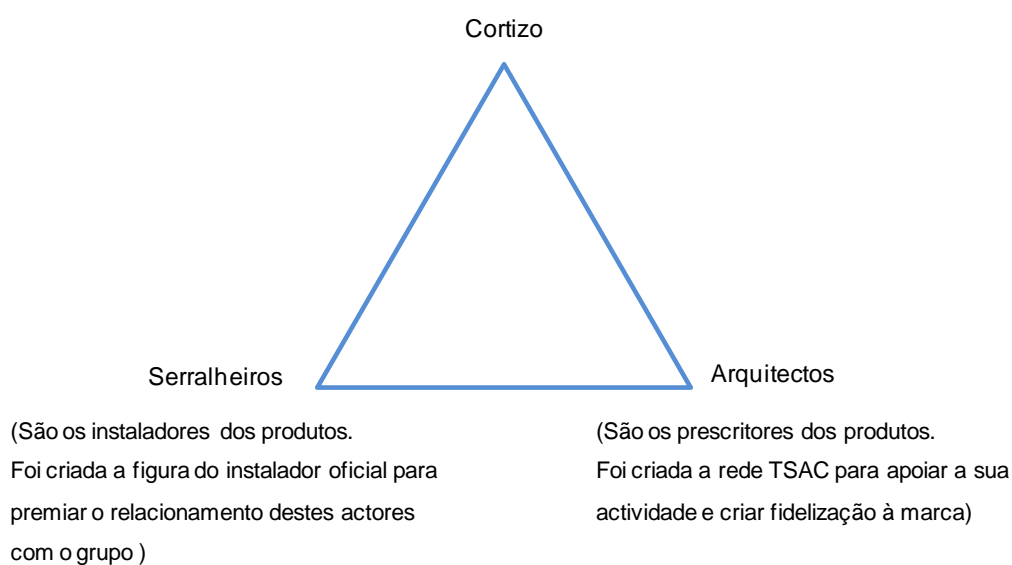 Cortizo
Serralheiros
(São os instaladores dos produtos.
Foi criada a figura do instalador oficial para
premiar o relacionamento destes actores
com o grupo )
Arquitectos
(São os prescritores dos produtos.
Foi criada a rede TSAC para apoiar a sua
actividade e criar fidelização à marca)